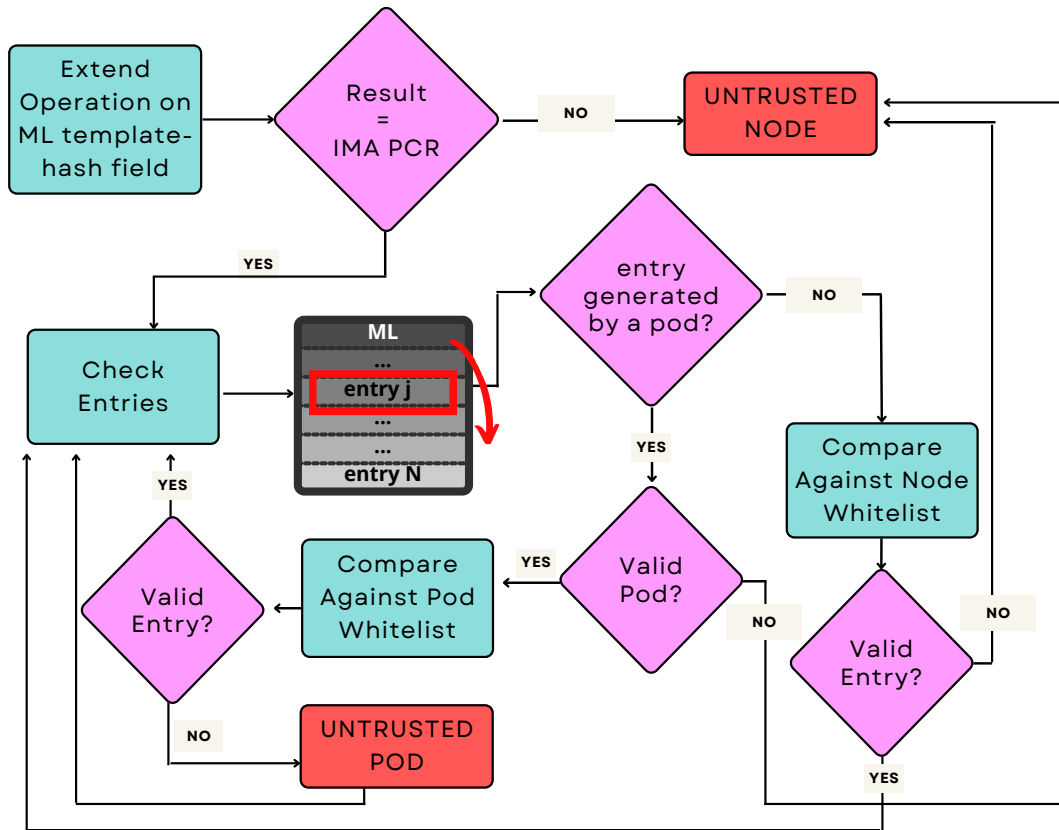 Extend
Operation on
ML template-
hash field
Result
=
IMA PCR
NO
UNTRUSTED
NODE
YES
entry
generated
by a pod?
NO
Check
Entries
ML
...
entry j
...
...
entry N
YES
Compare
Against Node
Whitelist
YES
Valid
Entry?
Compare
Against Pod
Whitelist
YES
Valid
Pod?
NO
Valid
Entry?
NO
NO
UNTRUSTED
POD
YES